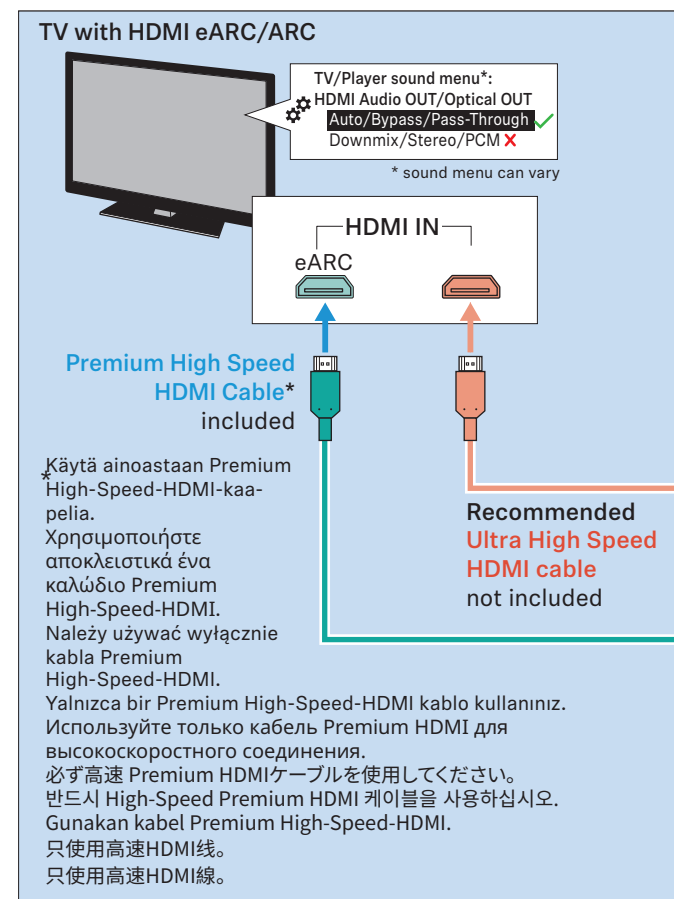 TV with HDMI eARC/ARC
TV/Player sound menu*:
HDMI Audio OUT/Optical OUT
Auto/Bypass/Pass-Through
Downmix/Stereo/PCM
* sound menu can vary
HDMI IN
eARC
Premium High Speed
HDMI Cable*
included
Recommended
Ultra High Speed
HDMI cable
not included
*Käytä ainoastaan Premium
High-Speed-HDMI-kaa-
pelia.
Χρησιμοποιήστε
αποκλειστικά ένα
καλώδιο Premium
High-Speed-HDMI.
Należy używać wyłącznie
kabla Premium
High-Speed-HDMI.
Yalnızca bir Premium High-Speed-HDMI kablo kullanınız.
Используйте только кабель Premium HDMI для
высокоскоростного соединения.
必ず高速 Premium HDMIケーブルを使用してください。
반드시 High-Speed Premium HDMI 케이블을 사용하십시오.
Gunakan kabel Premium High-Speed-HDMI.
只使用高速HDMI线。
只使用高速HDMI線。